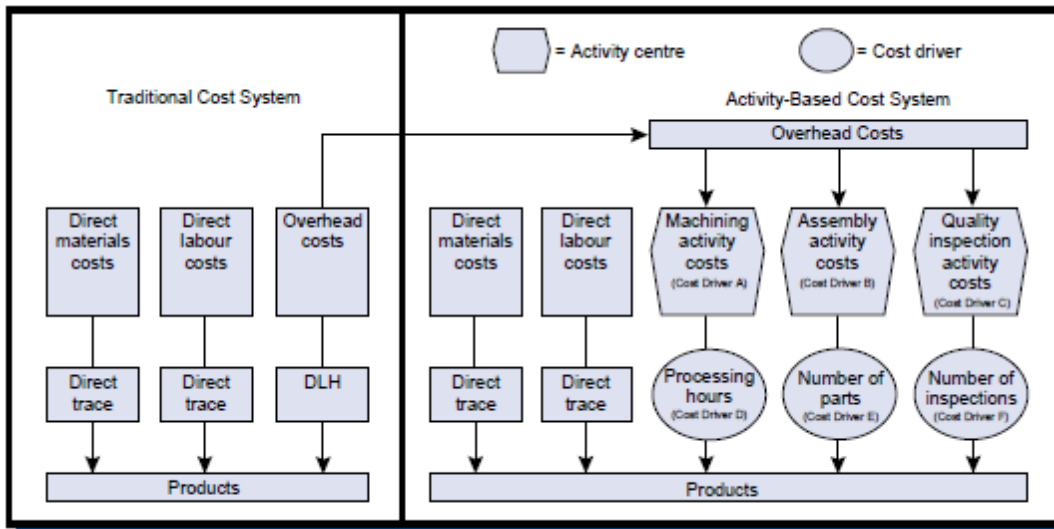 = Activity centre
= Cost driver
Traditional Cost System
Activity-Based Cost System
Overhead Costs
Direct
materials
costs
Direct
labour
costs
Overhead
costs
Direct
materials
costs
Direct
labour
costs
Machining
activity
costs
(Cost Driver A)
Assembly
activity
costs
(Cost Driver B)
Quality
inspection
activity
costs
(Cost Driver C)
Direct
trace
Direct
trace
DLH
Direct
trace
Direct
trace
Processing
hours
(Cost Driver D)
Number of
parts
(Cost Driver E)
Number of
inspections
(Cost Driver F)
Products
Products